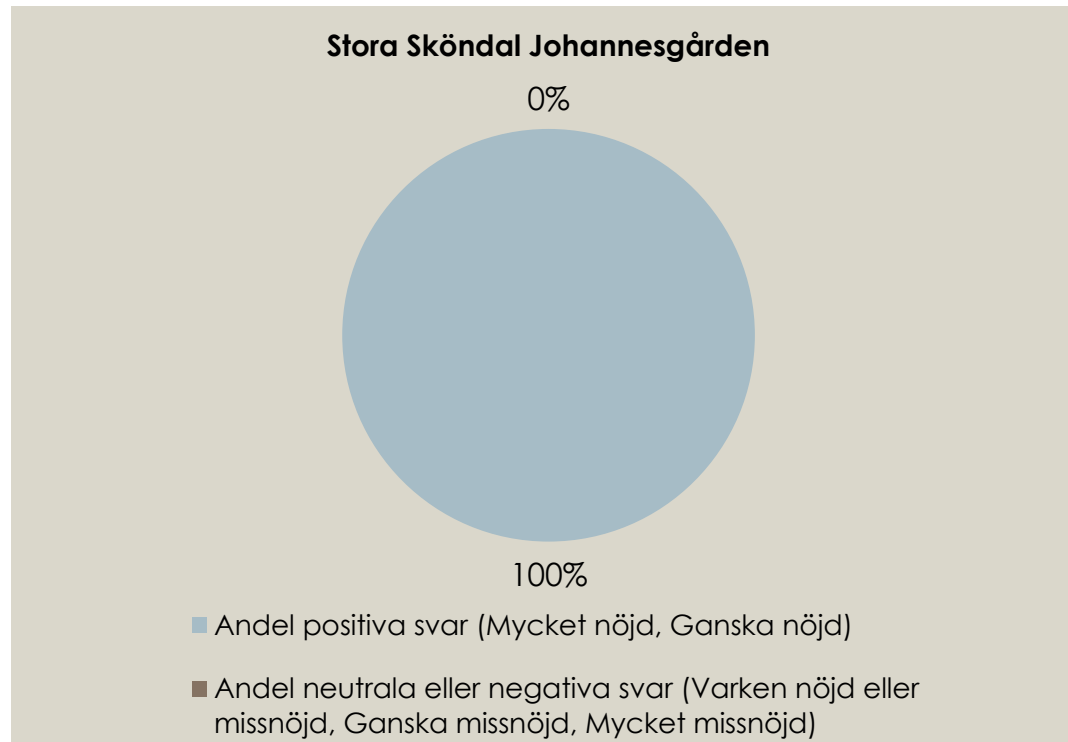 Stora Sköndal Johannesgården
0%
100%
Andel positiva svar (Mycket nöjd, Ganska nöjd)
Andel neutrala eller negativa svar (Varken nöjd eller
missnöjd, Ganska missnöjd, Mycket missnöjd)